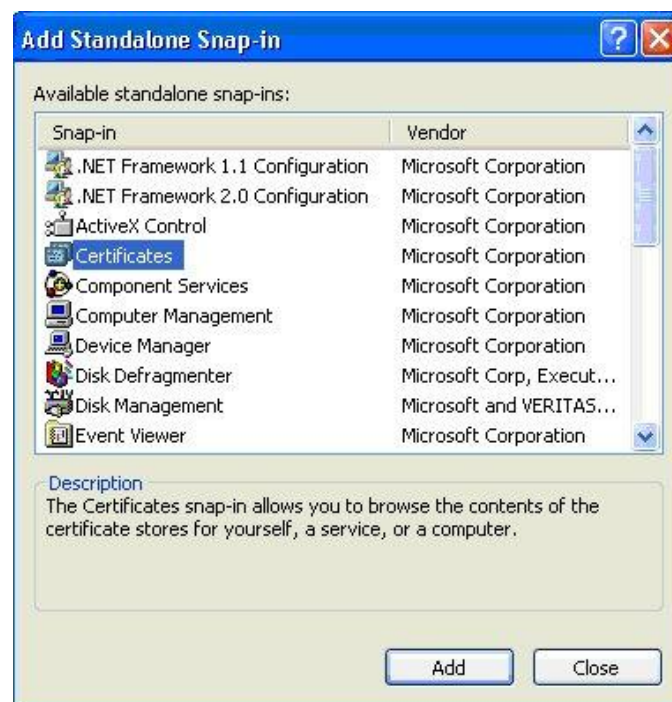 Add Standalone Snap-in
Available standalone snap-ins:
Snap-in Vendor
.NET Framework 1.1 Configuration Microsoft Corporation
.NET Framework 2.0 Configuration Microsoft Corporation
ActiveX Control Microsoft Corporation
Certificates Microsoft Corporation
Component Services Microsoft Corporation
Computer Management Microsoft Corporation
Device Manager Microsoft Corporation
Disk Defragmenter Microsoft Corp, Execut...
Disk Management Microsoft and VERITAS...
Event Viewer Microsoft Corporation
Description
The Certificates snap-in allows you to browse the contents of the
certificate stores for yourself, a service, or a computer.
Add Close